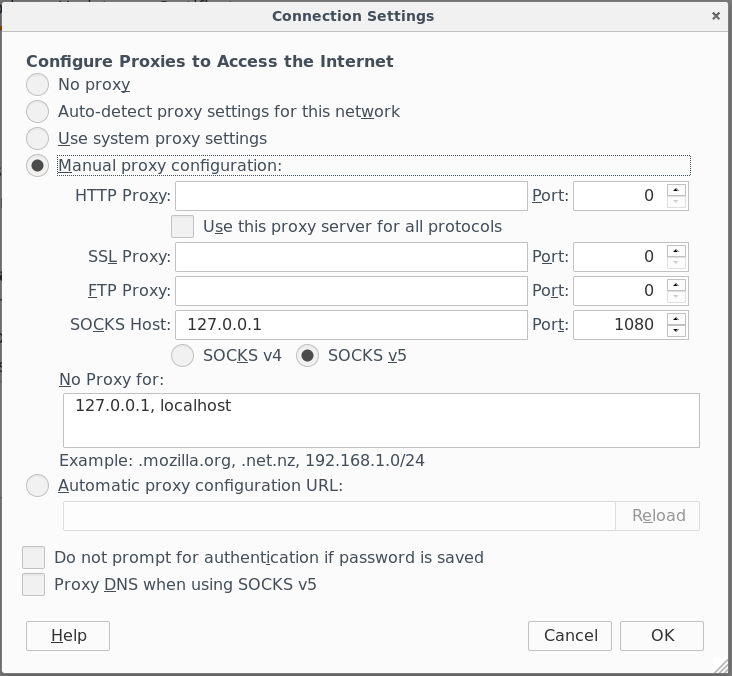 Connection Settings
Configure Proxies to Access the Internet
No proxy
Auto-detect proxy settings for this network
Use system proxy settings
Manual proxy configuration:
HTTP Proxy: Port: 0
Use this proxy server for all protocols
SSL Proxy: Port: 0
FTP Proxy: Port: 0
SOCKS Host: 127.0.0.1 Port: 1080
SOCKS v4 SOCKS v5
No Proxy for:
127.0.0.1, localhost
Example: .mozilla.org, .net.nz, 192.168.1.0/24
Automatic proxy configuration URL:
Reload
Do not prompt for authentication if password is saved
Proxy DNS when using SOCKS v5
Help Cancel OK